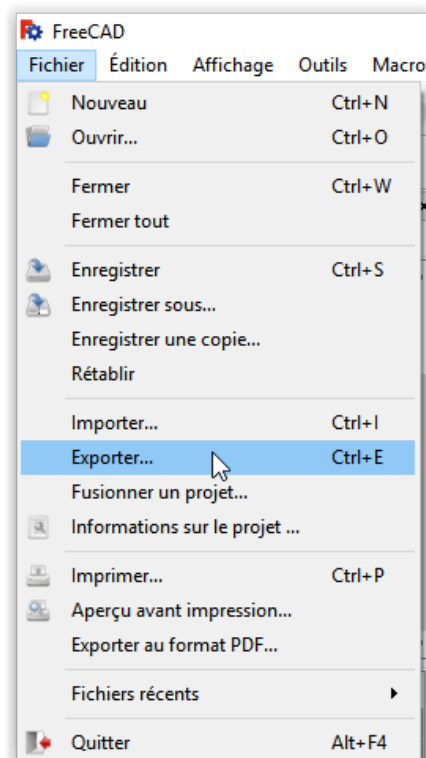 FreeCAD
Fichier Édition Affichage Outils Macro
Nouveau Ctrl+N
Ouvrir... Ctrl+O
Fermer Ctrl+W
Fermer tout
Enregistrer Ctrl+S
Enregistrer sous...
Enregistrer une copie...
Rétablir
Importer... Ctrl+I
Exporter... Ctrl+E
Fusionner un projet...
Informations sur le projet ...
Imprimer... Ctrl+P
Aperçu avant impression...
Exporter au format PDF...
Fichiers récents
Quitter Alt+F4